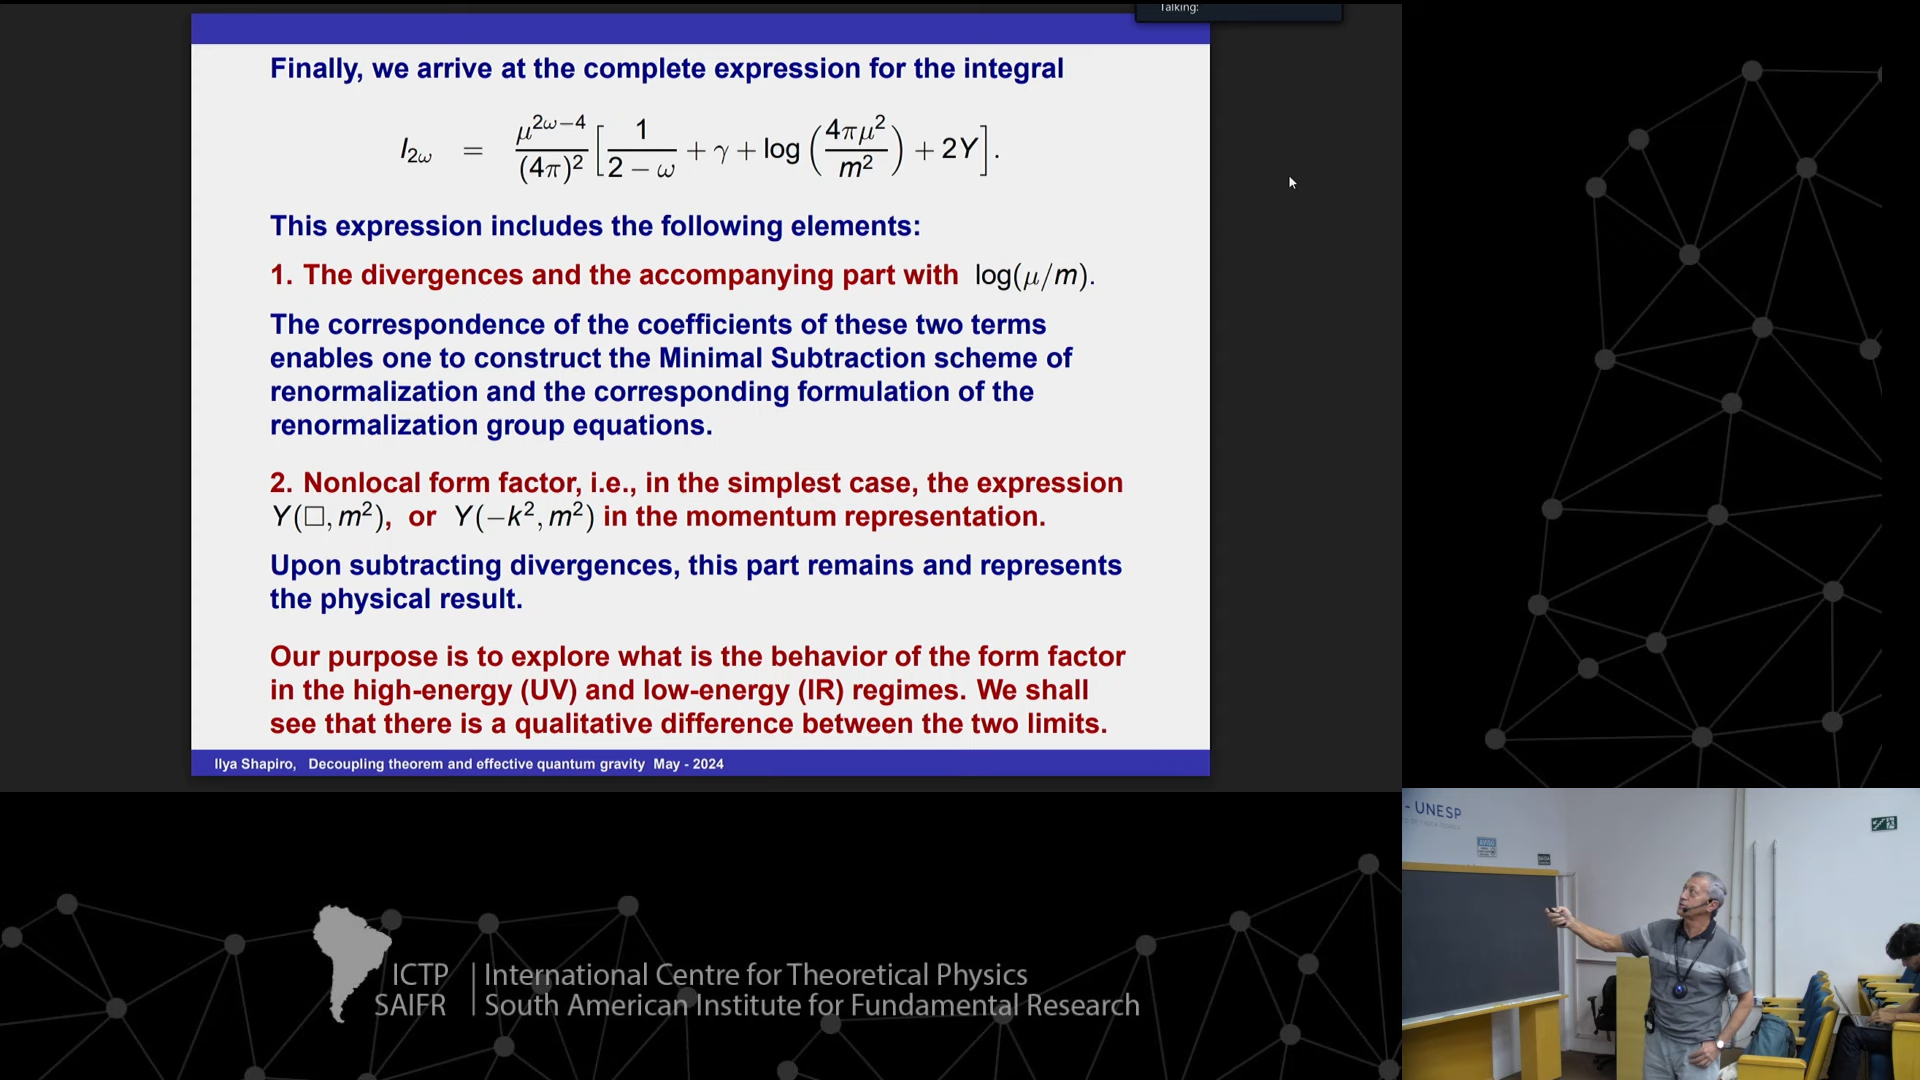 Talking:
Finally, we arrive at the complete expression for the integral
I_{2ω} = \frac{μ^{2ω−4}}{(4π)^2} [ \frac{1}{2 − ω} + γ + log ( \frac{4πμ^2}{m^2} ) + 2Y ].
This expression includes the following elements:
1. The divergences and the accompanying part with log(μ/m).
The correspondence of the coefficients of these two terms
enables one to construct the Minimal Subtraction scheme of
renormalization and the corresponding formulation of the
renormalization group equations.
2. Nonlocal form factor, i.e., in the simplest case, the expression
Y(□, m²), or Y(−k², m²) in the momentum representation.
Upon subtracting divergences, this part remains and represents
the physical result.
Our purpose is to explore what is the behavior of the form factor
in the high-energy (UV) and low-energy (IR) regimes. We shall
see that there is a qualitative difference between the two limits.
Ilya Shapiro, Decoupling theorem and effective quantum gravity May - 2024
- UNESP
ICTP | International Centre for Theoretical Physics
SAIFR | South American Institute for Fundamental Research